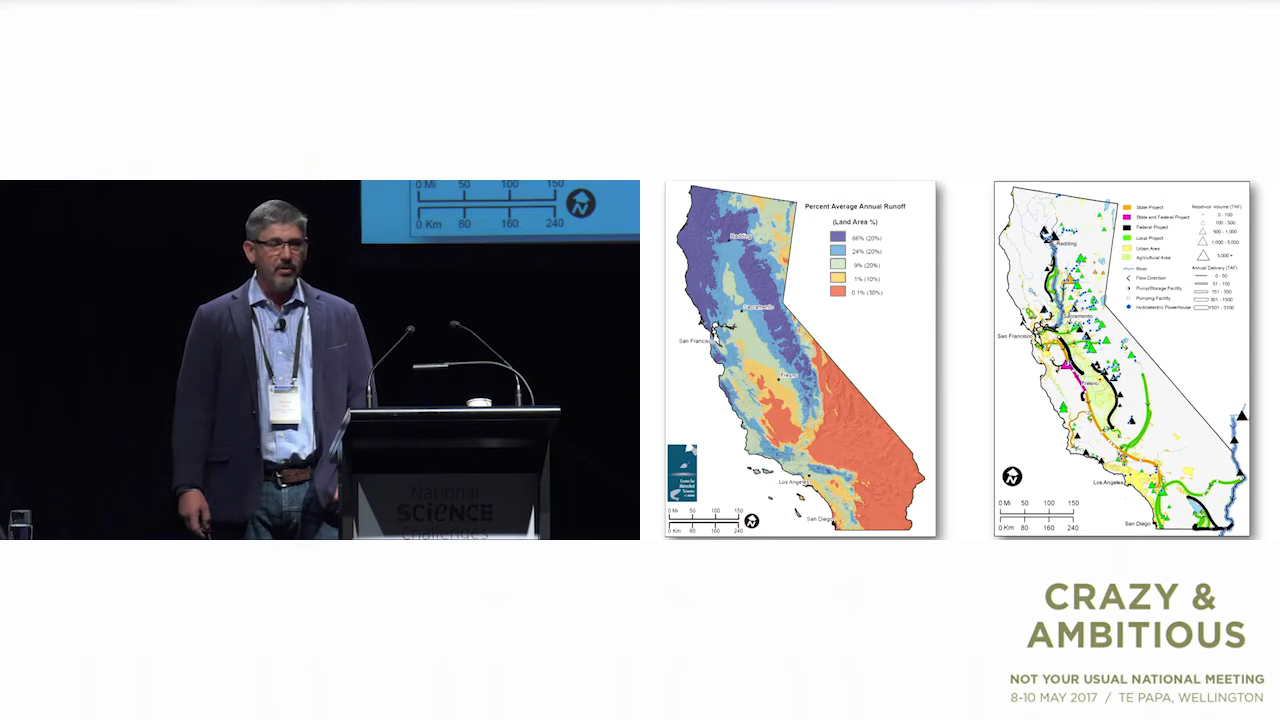 0 Mi 50 100 150
N
0 Km 80 160 240
National
SCIENCE
Challenges
Percent Average Annual Runoff
(Land Area %)
66% (20%)
24% (20%)
9% (20%)
1% (10%)
0.1% (30%)
Redding
Sacramento
San Francisco
Fresno
Los Angeles
San Diego
0 Mi 50 100 150
0 Km 80 160 240
N
State Project
State and Federal Project
Federal Project
Local Project
Urban Area
Agricultural Area
River
Flow Direction
Pump/Storage Facility
Pumping Facility
Hydroelectric Powerhouse
Reservoir Volume (TAF)
0 - 100
100 - 500
500 - 1,000
1,000 - 5,000
5,000 +
Annual Delivery (TAF)
0 - 50
51 - 150
151 - 300
301 - 1500
1501 - 3100
Redding
Sacramento
San Francisco
Fresno
Los Angeles
San Diego
N
0 Mi 50 100 150
0 Km 80 160 240
CRAZY &
AMBITIOUS
NOT YOUR USUAL NATIONAL MEETING
8-10 MAY 2017 / TE PAPA, WELLINGTON